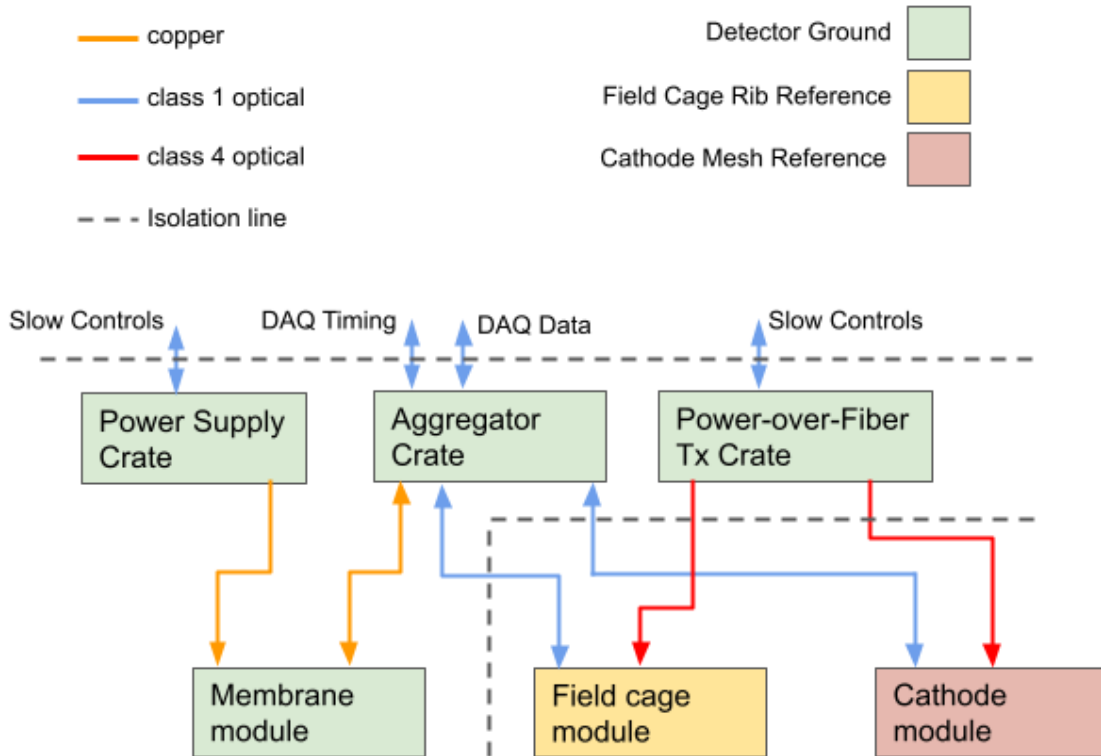 copper
class 1 optical
class 4 optical
Isolation line
Detector Ground
Field Cage Rib Reference
Cathode Mesh Reference
Slow Controls
DAQ Timing
DAQ Data
Slow Controls
Power Supply
Crate
Aggregator
Crate
Power-over-Fiber
Tx Crate
Membrane
module
Field cage
module
Cathode
module